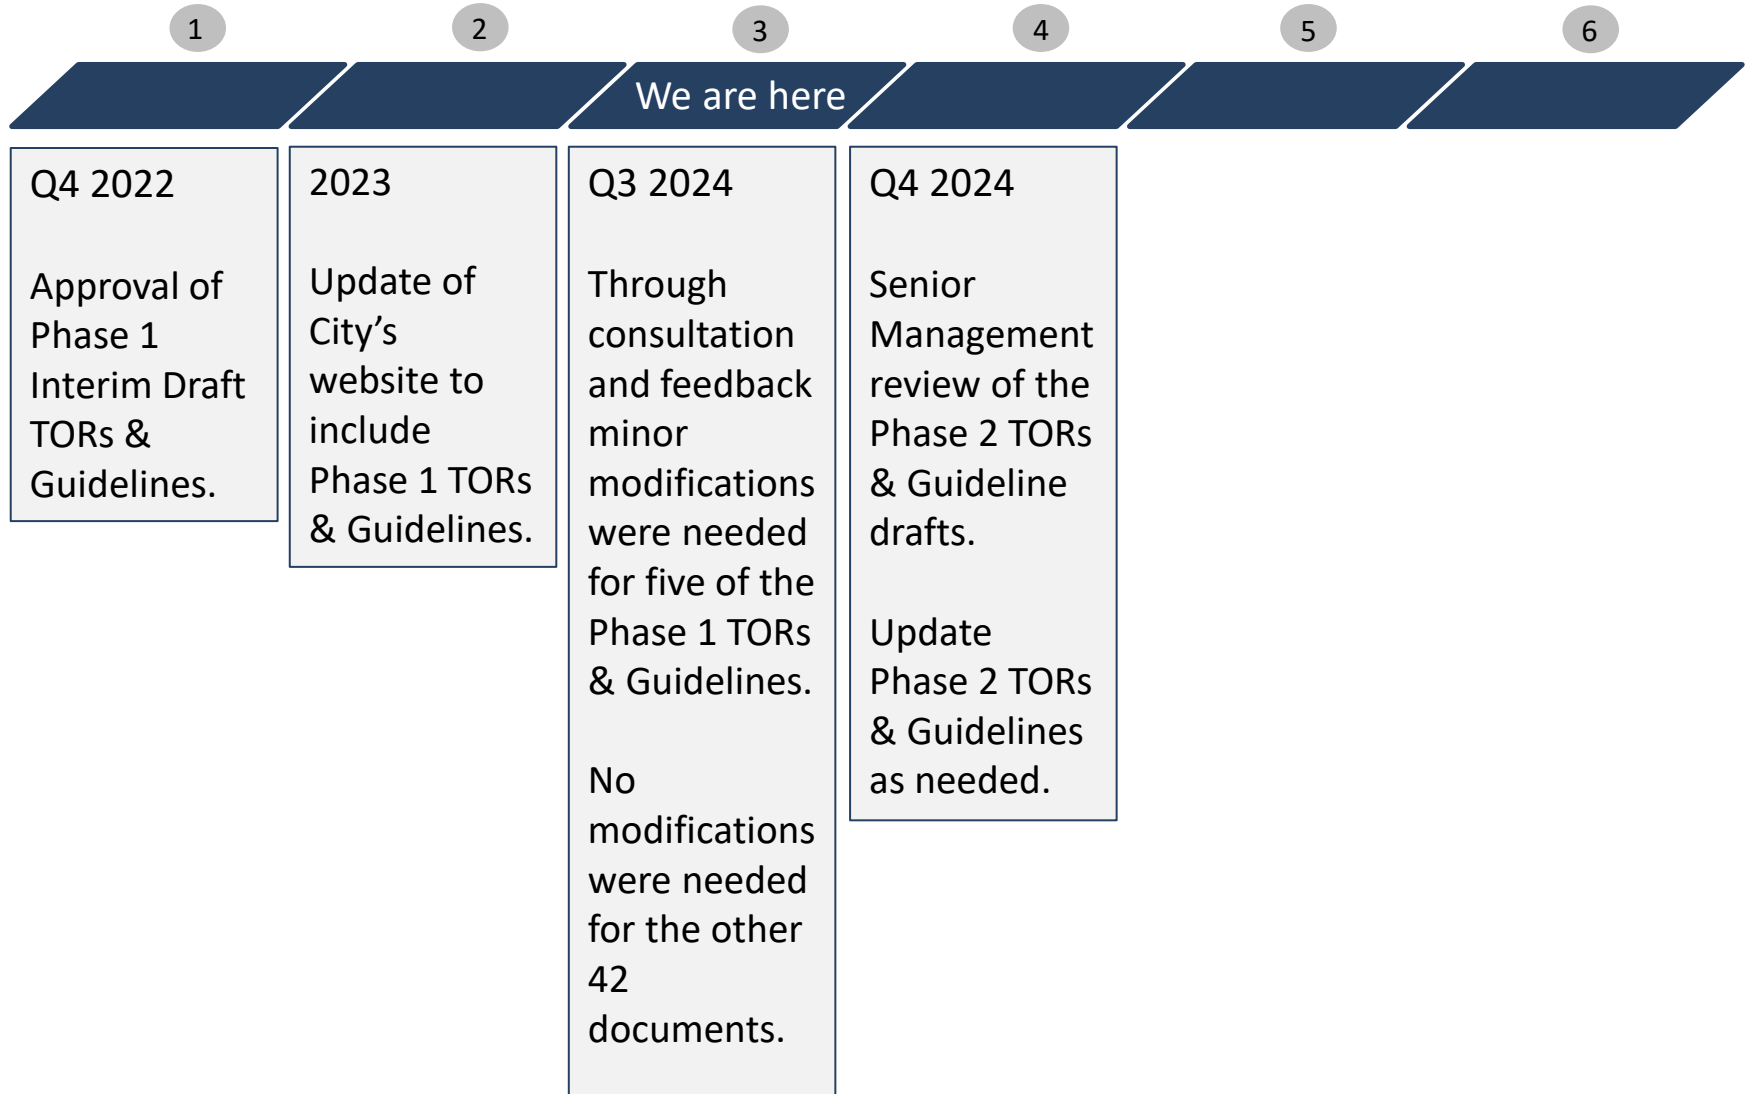 1
2
3
4
5
6
We are here
Q4 2022
Approval of
Phase 1
Interim Draft
TORs &
Guidelines.
2023
Update of
City’s
website to
include
Phase 1 TORs
& Guidelines.
Q3 2024
Through
consultation
and feedback
minor
modifications
were needed
for five of the
Phase 1 TORs
& Guidelines.
No
modifications
were needed
for the other
42
documents.
Q4 2024
Senior
Management
review of the
Phase 2 TORs
& Guideline
drafts.
Update
Phase 2 TORs
& Guidelines
as needed.